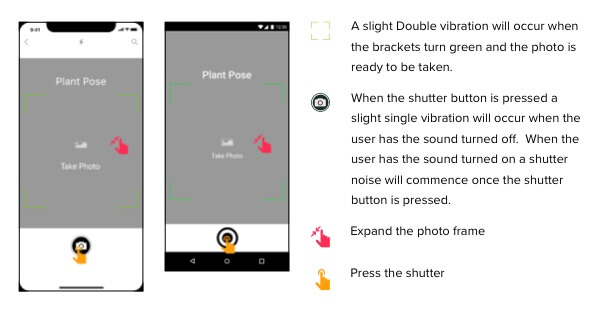 9:41
Plant Pose
Take Photo
12:30
Plant Pose
Take Photo
A slight Double vibration will occur when
the brackets turn green and the photo is
ready to be taken.
When the shutter button is pressed a
slight single vibration will occur when the
user has the sound turned off.  When the
user has the sound turned on a shutter
noise will commence once the shutter
button is pressed.
Expand the photo frame
Press the shutter